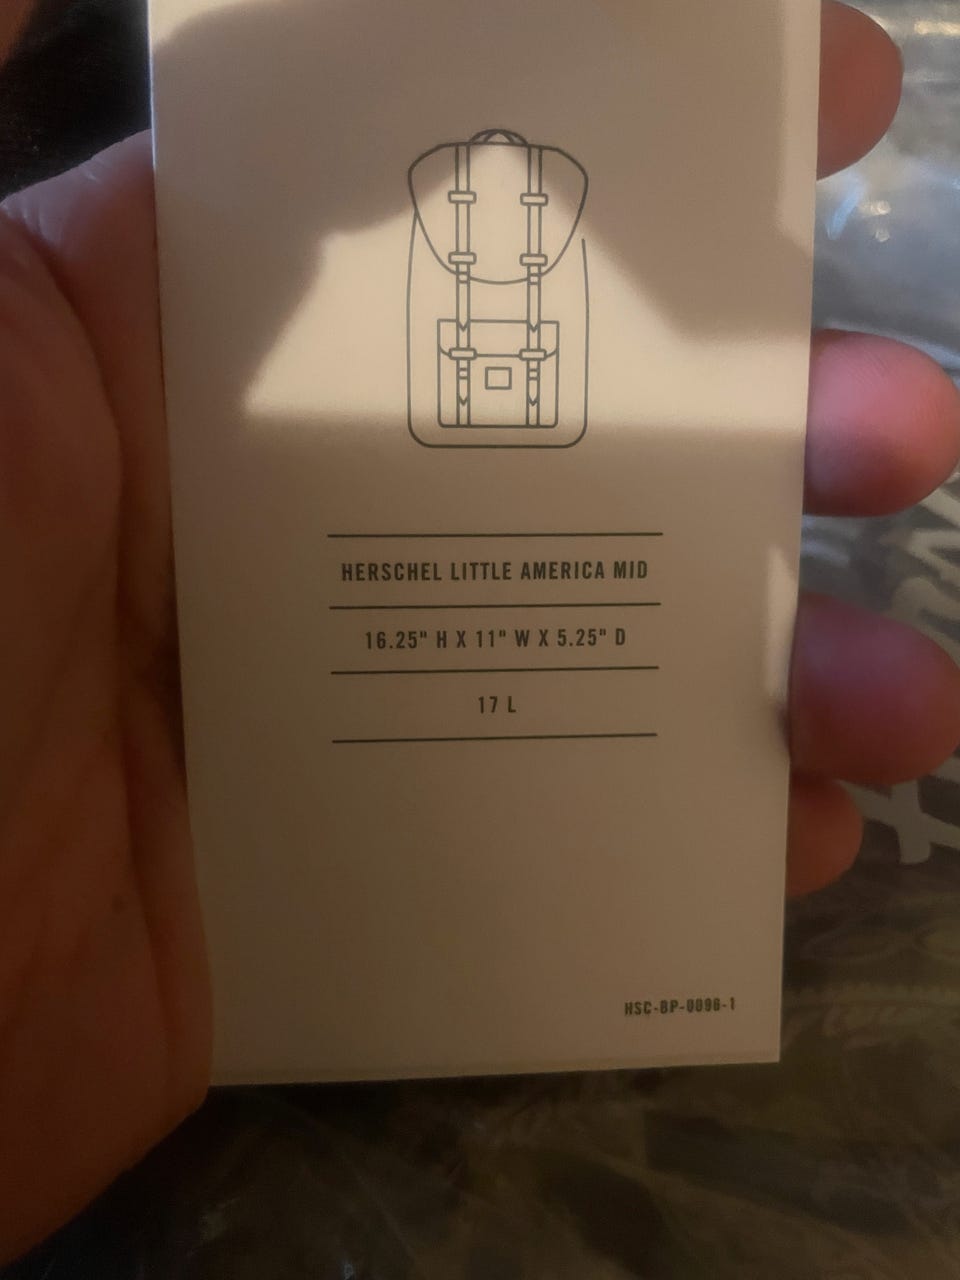 HERSCHEL LITTLE AMERICA MID
16.25" H X 11" W X 5.25" D
17 L
HSC-BP-0096-1